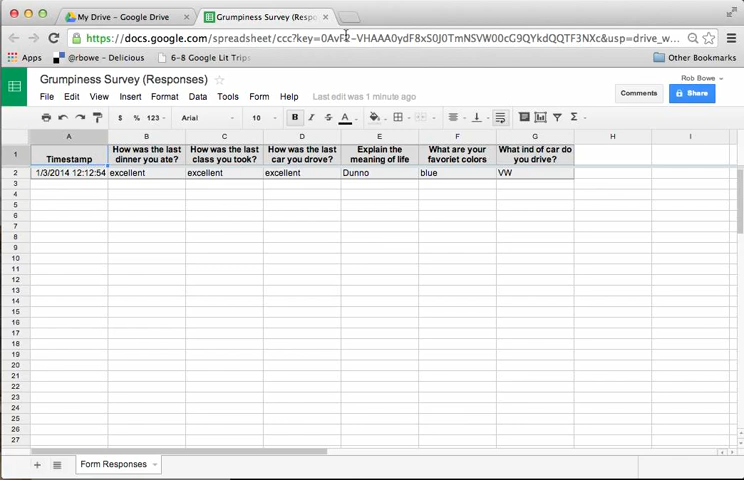 My Drive – Google Drive
Grumpiness Survey (Respo
https://docs.google.com/spreadsheet/ccc?key=0AvF2-VHAAA0ydF8xS0J0TmNSVW00cG9QYkdQQTF3NXc&usp=drive_w...
Apps @rbowe – Delicious 6–8 Google Lit Trips Other Bookmarks
Grumpiness Survey (Responses)
Rob Bowe
File Edit View Insert Format Data Tools Form Help Last edit was 1 minute ago
Comments Share
$ % 123 Arial 10 B I S A Σ
A B C D E F G H I
1 Timestamp How was the last dinner you ate? How was the last class you took? How was the last car you drove? Explain the meaning of life What are your favoriet colors What ind of car do you drive?
2 1/3/2014 12:12:54 excellent excellent excellent Dunno blue VW
3
4
5
6
7
8
9
10
11
12
13
14
15
16
17
18
19
20
21
22
23
24
25
26
27
+ Form Responses